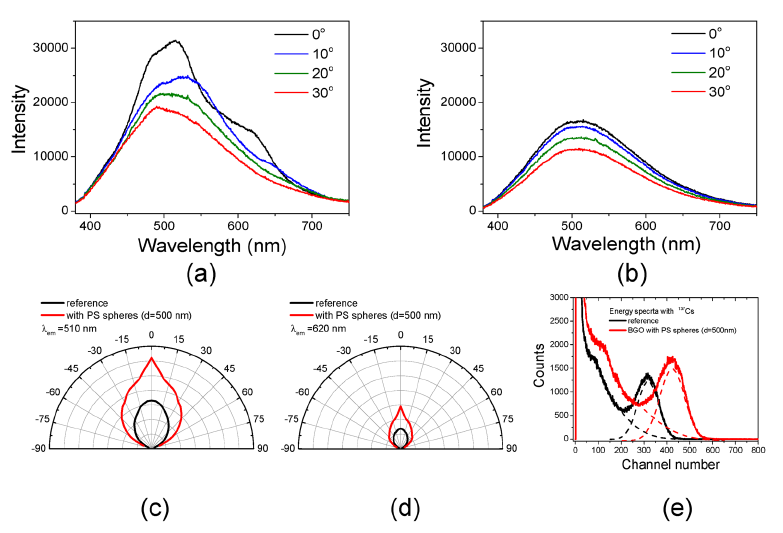 0°
10°
20°
30°
30000
20000
10000
0
Intensity
400 500 600 700
Wavelength (nm)
(a)
0°
10°
20°
30°
30000
20000
10000
0
Intensity
400 500 600 700
Wavelength (nm)
(b)
reference
with PS spheres (d=500 nm)
λem =510 nm
-90 -75 -60 -45 -30 -15 0 15 30 45 60 75 90
(c)
reference
with PS spheres (d=500 nm)
λem =620 nm
-90 -75 -60 -45 -30 -15 0 15 30 45 60 75 90
(d)
3000
2500
2000
1500
1000
500
0
Counts
Energy specrta with 137Cs
reference
BGO with PS spheres (d=500nm)
0 100 200 300 400 500 600 700 800
Channel number
(e)